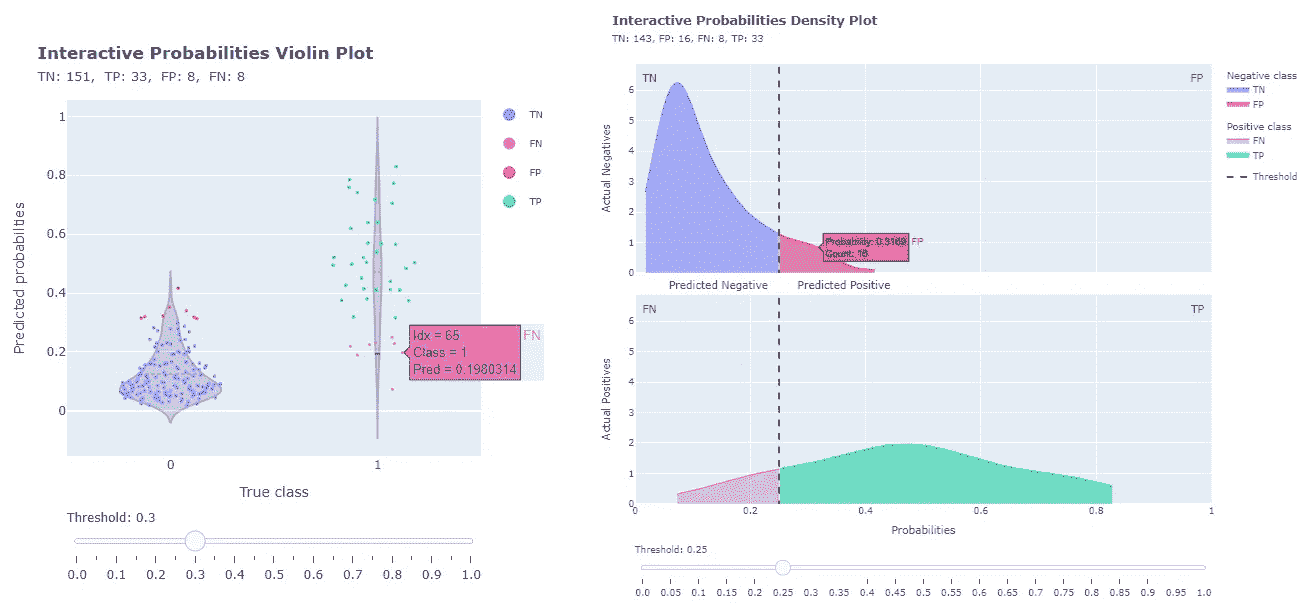 Interactive Probabilities Violin Plot
TN: 151, TP: 33, FP: 8, FN: 8
1
0.8
0.6
0.4
0.2
0
Predicted probabilities
0
1
True class
TN
FN
FP
TP
Idx = 65
Class = 1
Pred = 0.1980314
FN
Threshold: 0.3
0.0 0.1 0.2 0.3 0.4 0.5 0.6 0.7 0.8 0.9 1.0
Interactive Probabilities Density Plot
TN: 143, FP: 16, FN: 8, TP: 33
TN
FP
6
5
4
3
2
1
0
Actual Negatives
Count: 16
FP
Predicted Negative
Predicted Positive
FN
TP
6
5
4
3
2
1
0
Actual Positives
0 0.2 0.4 0.6 0.8 1
Probabilities
Negative class
TN
FP
Positive class
FN
TP
Threshold
Threshold: 0.25
0.0 0.05 0.1 0.15 0.2 0.25 0.3 0.35 0.4 0.45 0.5 0.55 0.6 0.65 0.7 0.75 0.8 0.85 0.9 0.95 1.0